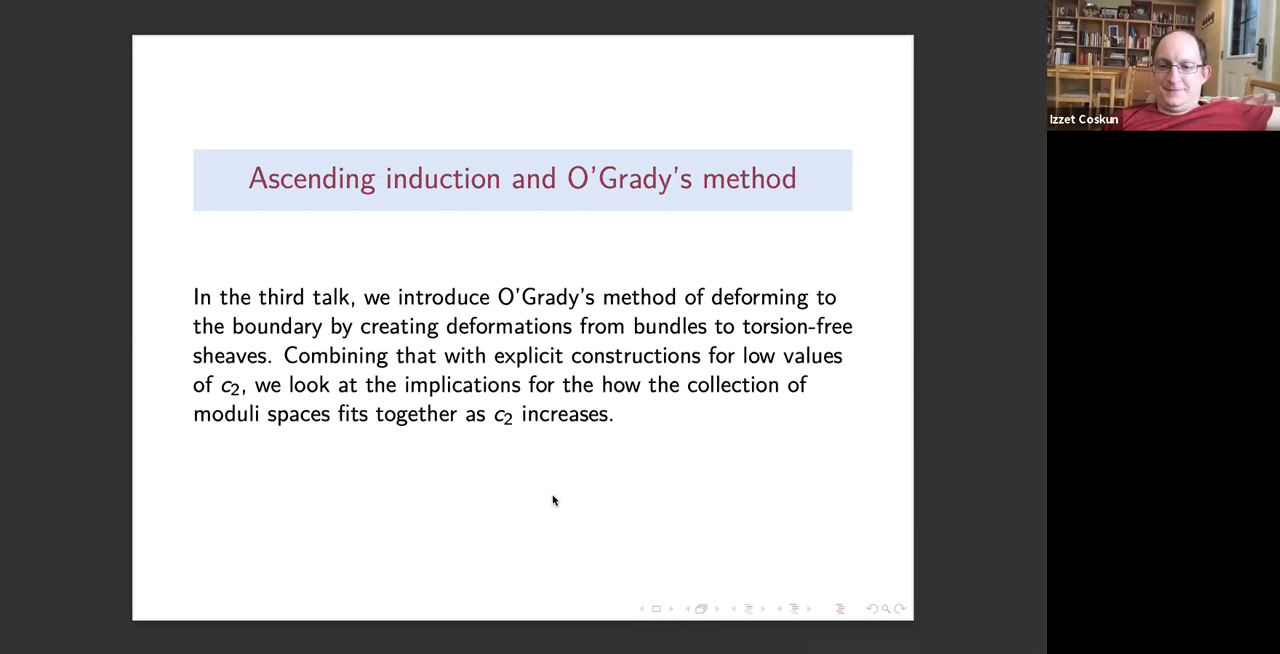 Ascending induction and O'Grady's method
In the third talk, we introduce O'Grady's method of deforming to
the boundary by creating deformations from bundles to torsion-free
sheaves. Combining that with explicit constructions for low values
of c₂, we look at the implications for the how the collection of
moduli spaces fits together as c₂ increases.
Izzet Coskun